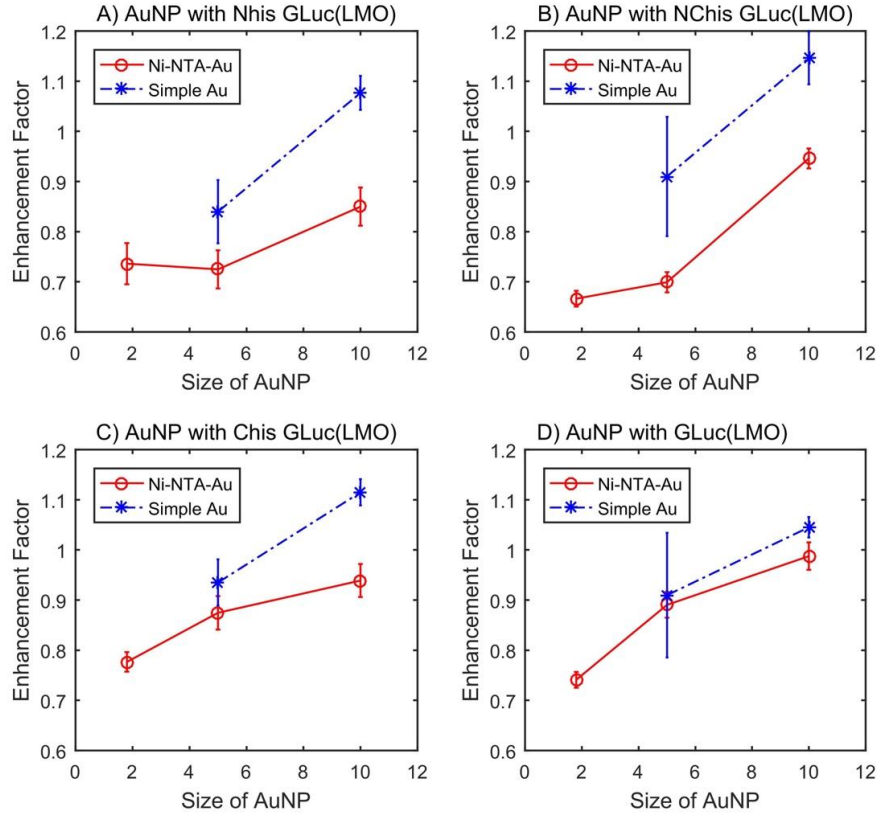 A) AuNP with Nhis GLuc(LMO)
1.2
1.1
1
0.9
0.8
0.7
0.6
Enhancement Factor
Ni-NTA-Au
Simple Au
0 2 4 6 8 10 12
Size of AuNP
B) AuNP with NChis GLuc(LMO)
1.2
1.1
1
0.9
0.8
0.7
0.6
Enhancement Factor
Ni-NTA-Au
Simple Au
0 2 4 6 8 10 12
Size of AuNP
C) AuNP with Chis GLuc(LMO)
1.2
1.1
1
0.9
0.8
0.7
0.6
Enhancement Factor
Ni-NTA-Au
Simple Au
0 2 4 6 8 10 12
Size of AuNP
D) AuNP with GLuc(LMO)
1.2
1.1
1
0.9
0.8
0.7
0.6
Enhancement Factor
Ni-NTA-Au
Simple Au
0 2 4 6 8 10 12
Size of AuNP